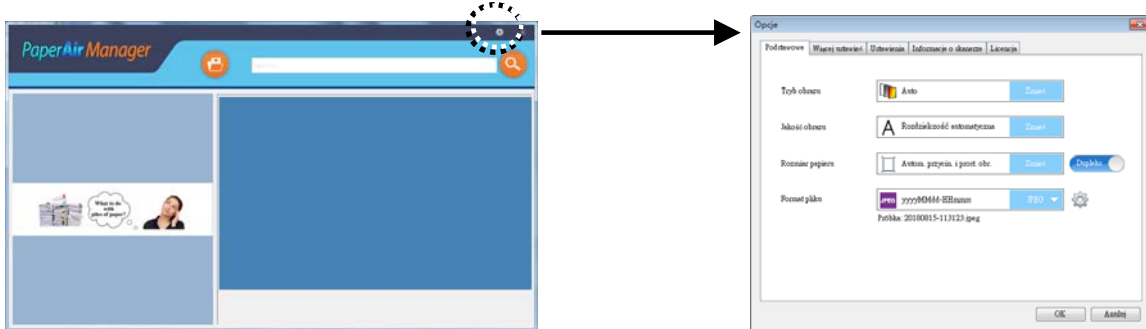 PaperAir Manager
What to do
with
piles of paper?
Opcje
Podstawowe Więcej ustawień Ustawienia Informacje o skanerze Licencja
Tryb obrazu Auto Zmień
Jakość obrazu A Rozdzielczość automatyczna Zmień
Rozmiar papieru Autom. przycin. i prost. obr. Zmień Dupleks
Format pliku JPEG yyyyMMdd-HHmmss JPEG
Próbka: 20180815-113123.jpeg
OK Anuluj